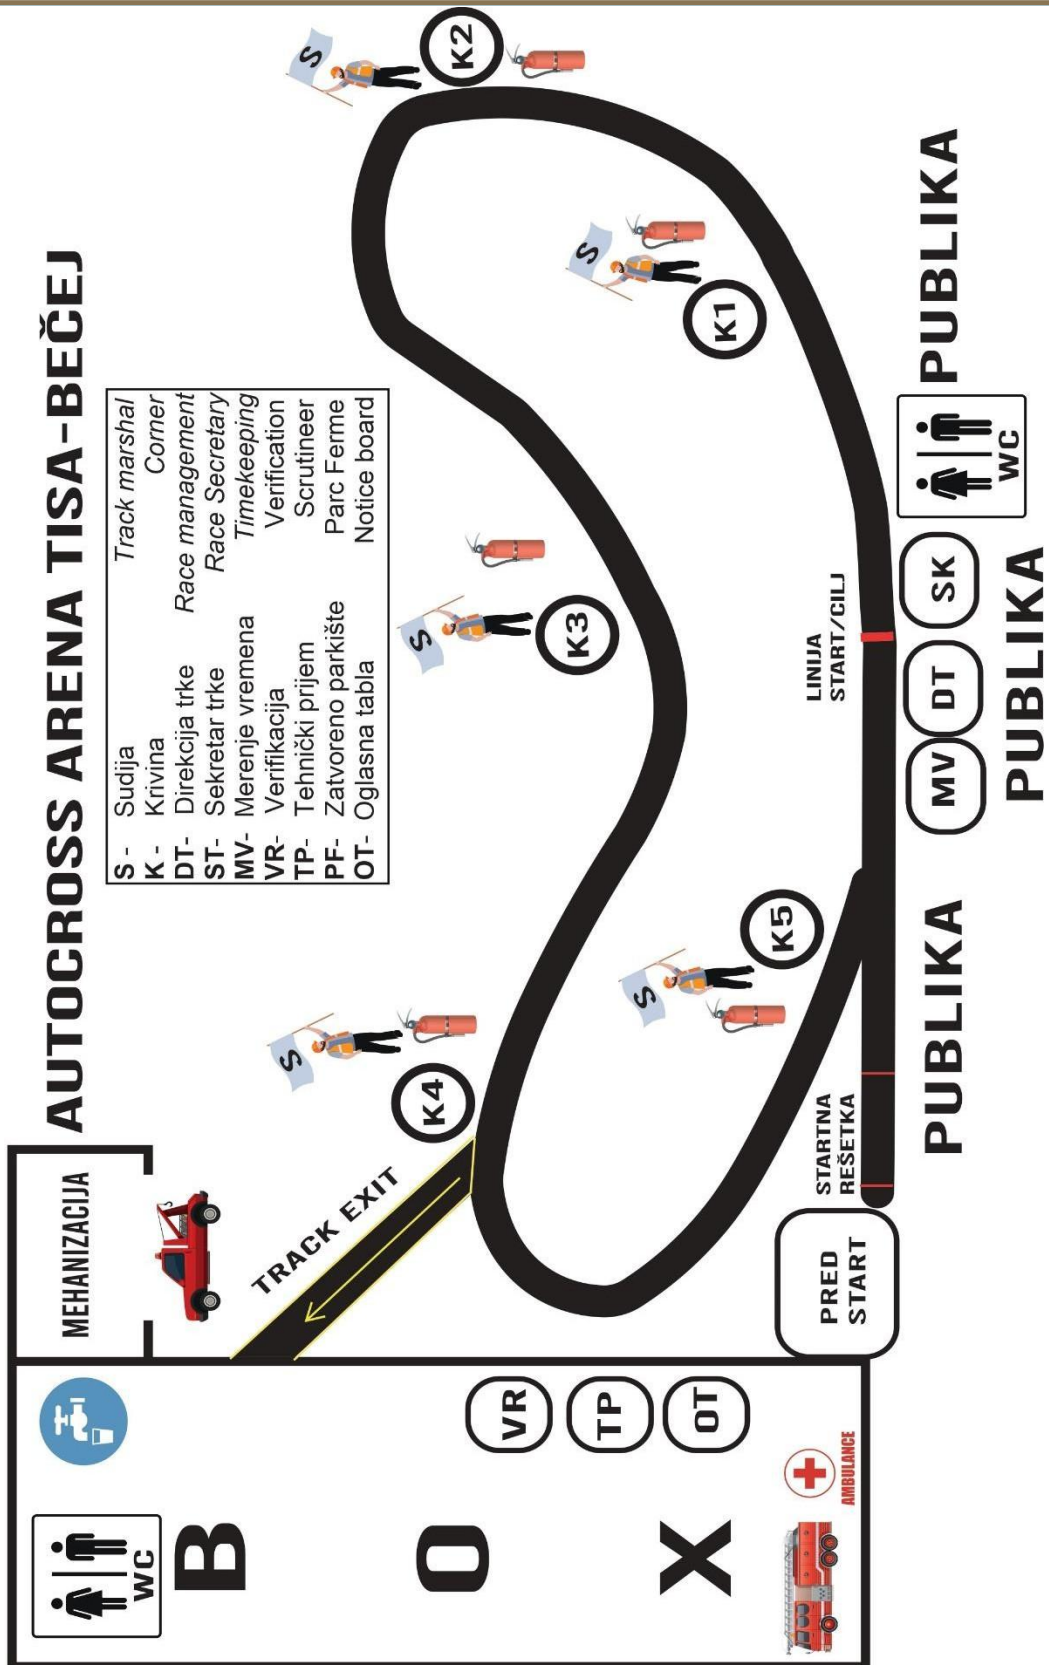 AUTOCROSS ARENA TISA-BEČEJ
S - Sudija Track marshal
K - Krivina Corner
DT- Direkcija trke Race management
ST- Sekretar trke Race Secretary
MV- Merenje vremena Timekeeping
VR- Verifikacija Verification
TP- Tehnički prijem Scrutineer
PF- Zatvoreno parkište Parc Ferme
OT- Oglasna tabla Notice board
MEHANIZACIJA
WC
B
O
X
VR
TP
OT
AMBULANCE
TRACK EXIT
S
K4
S
K3
S
K2
S
K1
S
K5
PRED
START
STARTNA
REŠETKA
LINIJA
START/CILJ
MV
DT
SK
WC
PUBLIKA
PUBLIKA
PUBLIKA